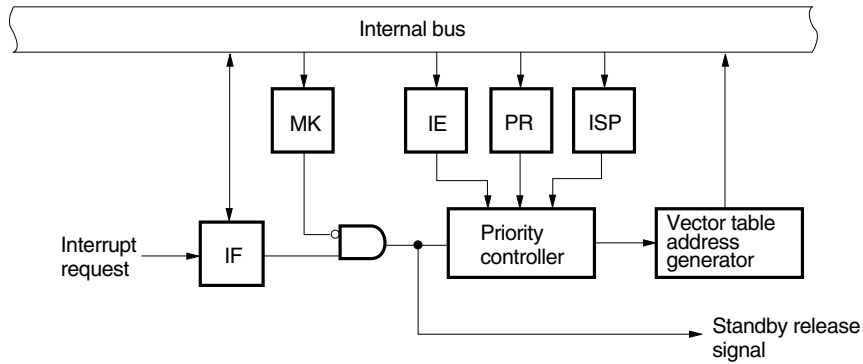 Internal bus
MK
IE
PR
ISP
Interrupt
request
IF
Priority
controller
Vector table
address
generator
Standby release
signal